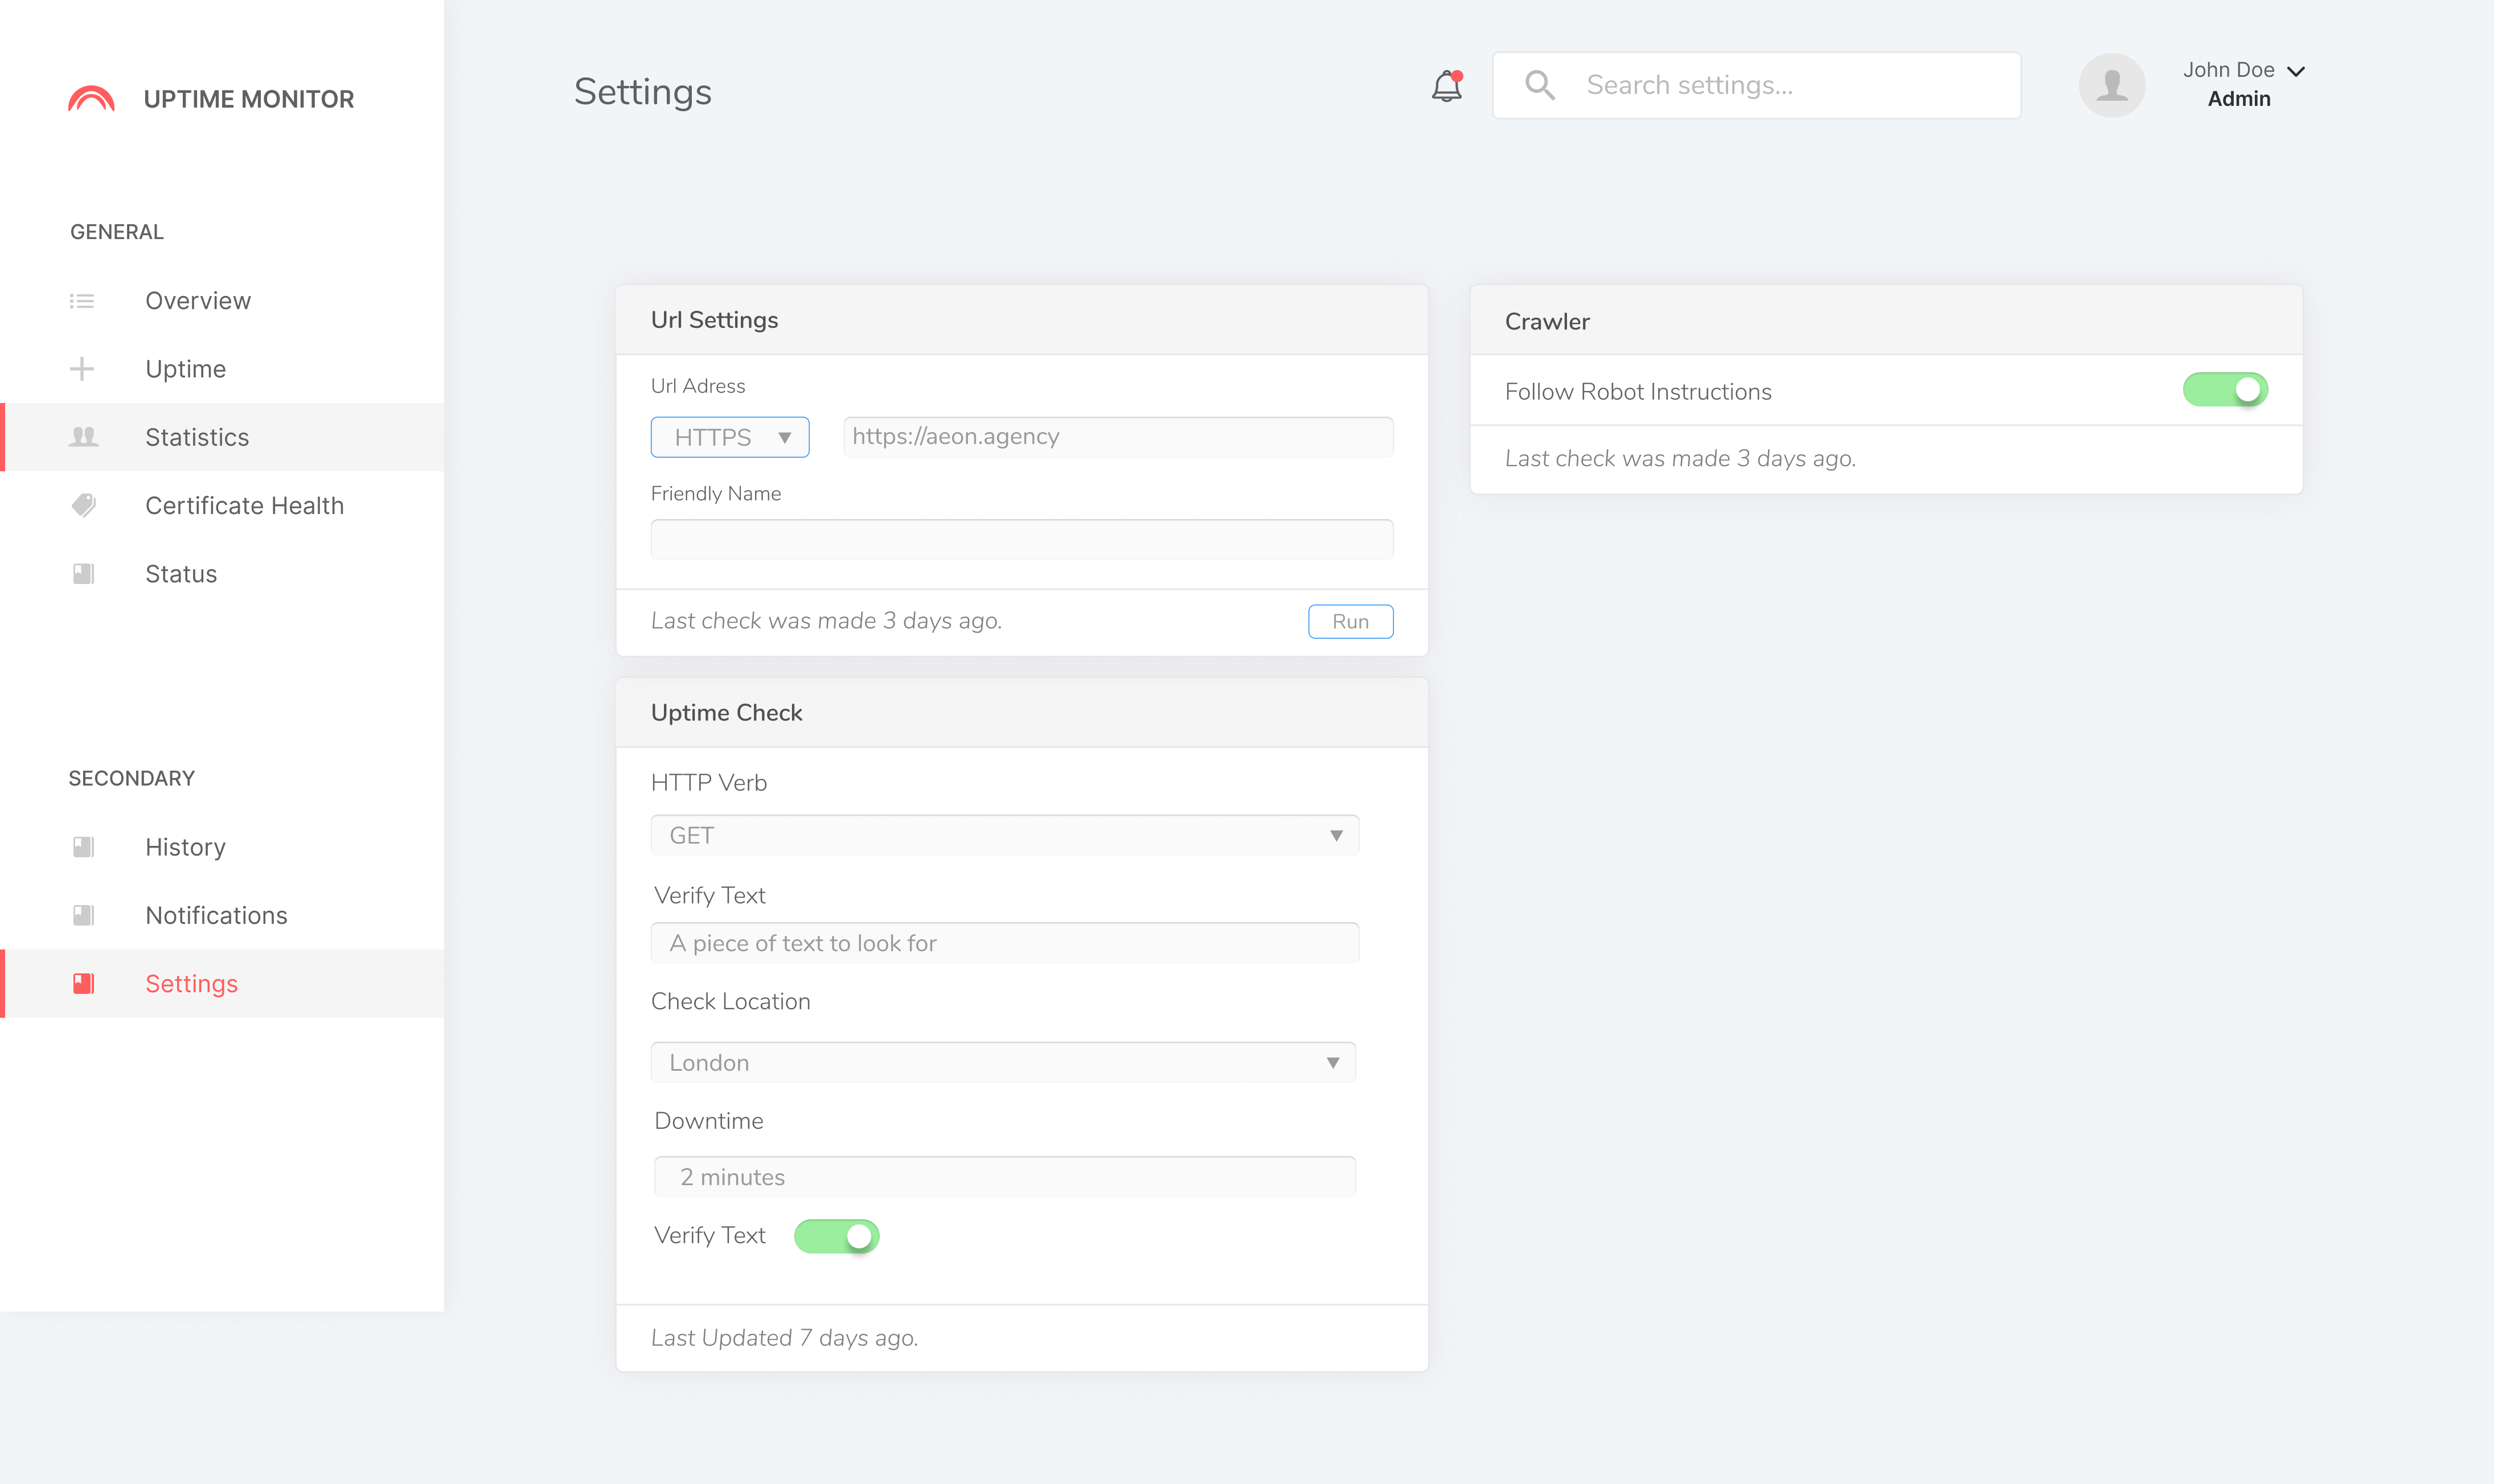 UPTIME MONITOR
GENERAL
Overview
Uptime
Statistics
Certificate Health
Status
SECONDARY
History
Notifications
Settings
Settings
Search settings...
John Doe
Admin
Url Settings
Url Adress
HTTPS
https://aeon.agency
Friendly Name
Last check was made 3 days ago.
Run
Uptime Check
HTTP Verb
GET
Verify Text
A piece of text to look for
Check Location
London
Downtime
2 minutes
Verify Text
Last Updated 7 days ago.
Crawler
Follow Robot Instructions
Last check was made 3 days ago.